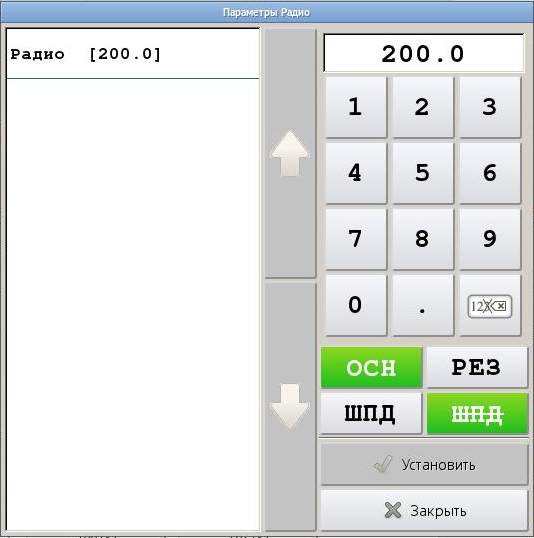 Параметры Радио
Радио [200.0]
200.0
1 2 3
4 5 6
7 8 9
0 .
ОСН РЕЗ
ШПД ШПД
Установить
Закрыть